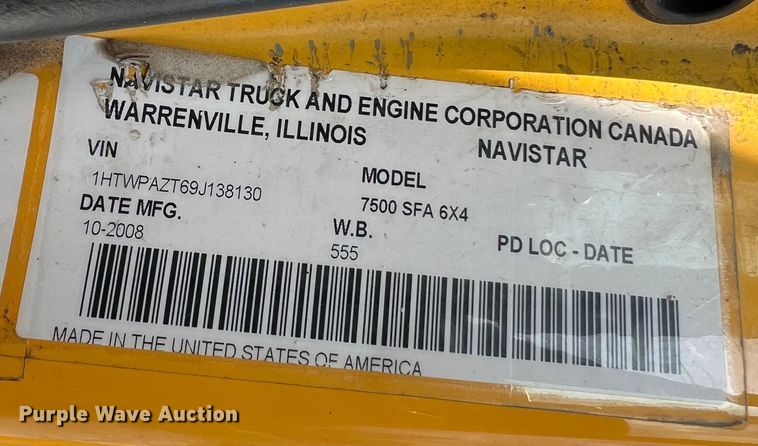 NAVISTAR TRUCK AND ENGINE CORPORATION CANADA
WARRENVILLE, ILLINOIS NAVISTAR
VIN MODEL
1HTWPAZT69J138130 7500 SFA 6X4
DATE MFG. W.B. PD LOC - DATE
10-2008 555
MADE IN THE UNITED STATES OF AMERICA
Purple Wave Auction